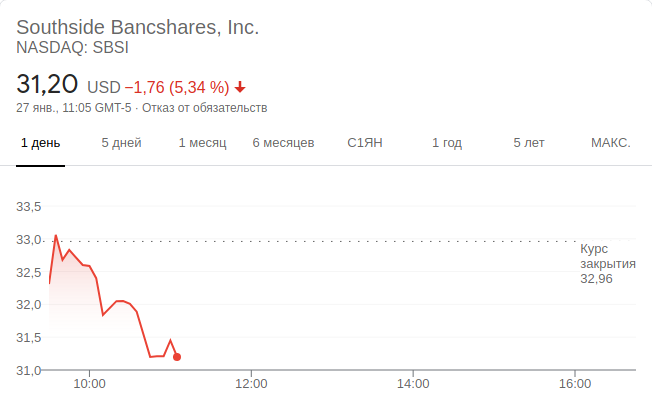 Southside Bancshares, Inc.
NASDAQ: SBSI
31,20 USD −1,76 (5,34 %)
27 янв., 11:05 GMT-5 · Отказ от обязательств
1 день 5 дней 1 месяц 6 месяцев С1ЯН 1 год 5 лет МАКС.
33,5
33,0
Курс
закрытия
32,96
32,5
32,0
31,5
31,0
10:00 12:00 14:00 16:00